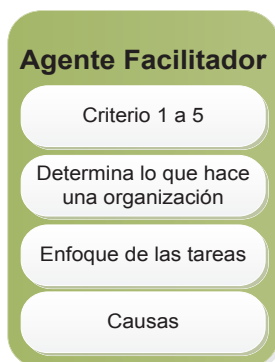 Agente Facilitador
Criterio 1 a 5
Determina lo que hace
una organización
Enfoque de las tareas
Causas